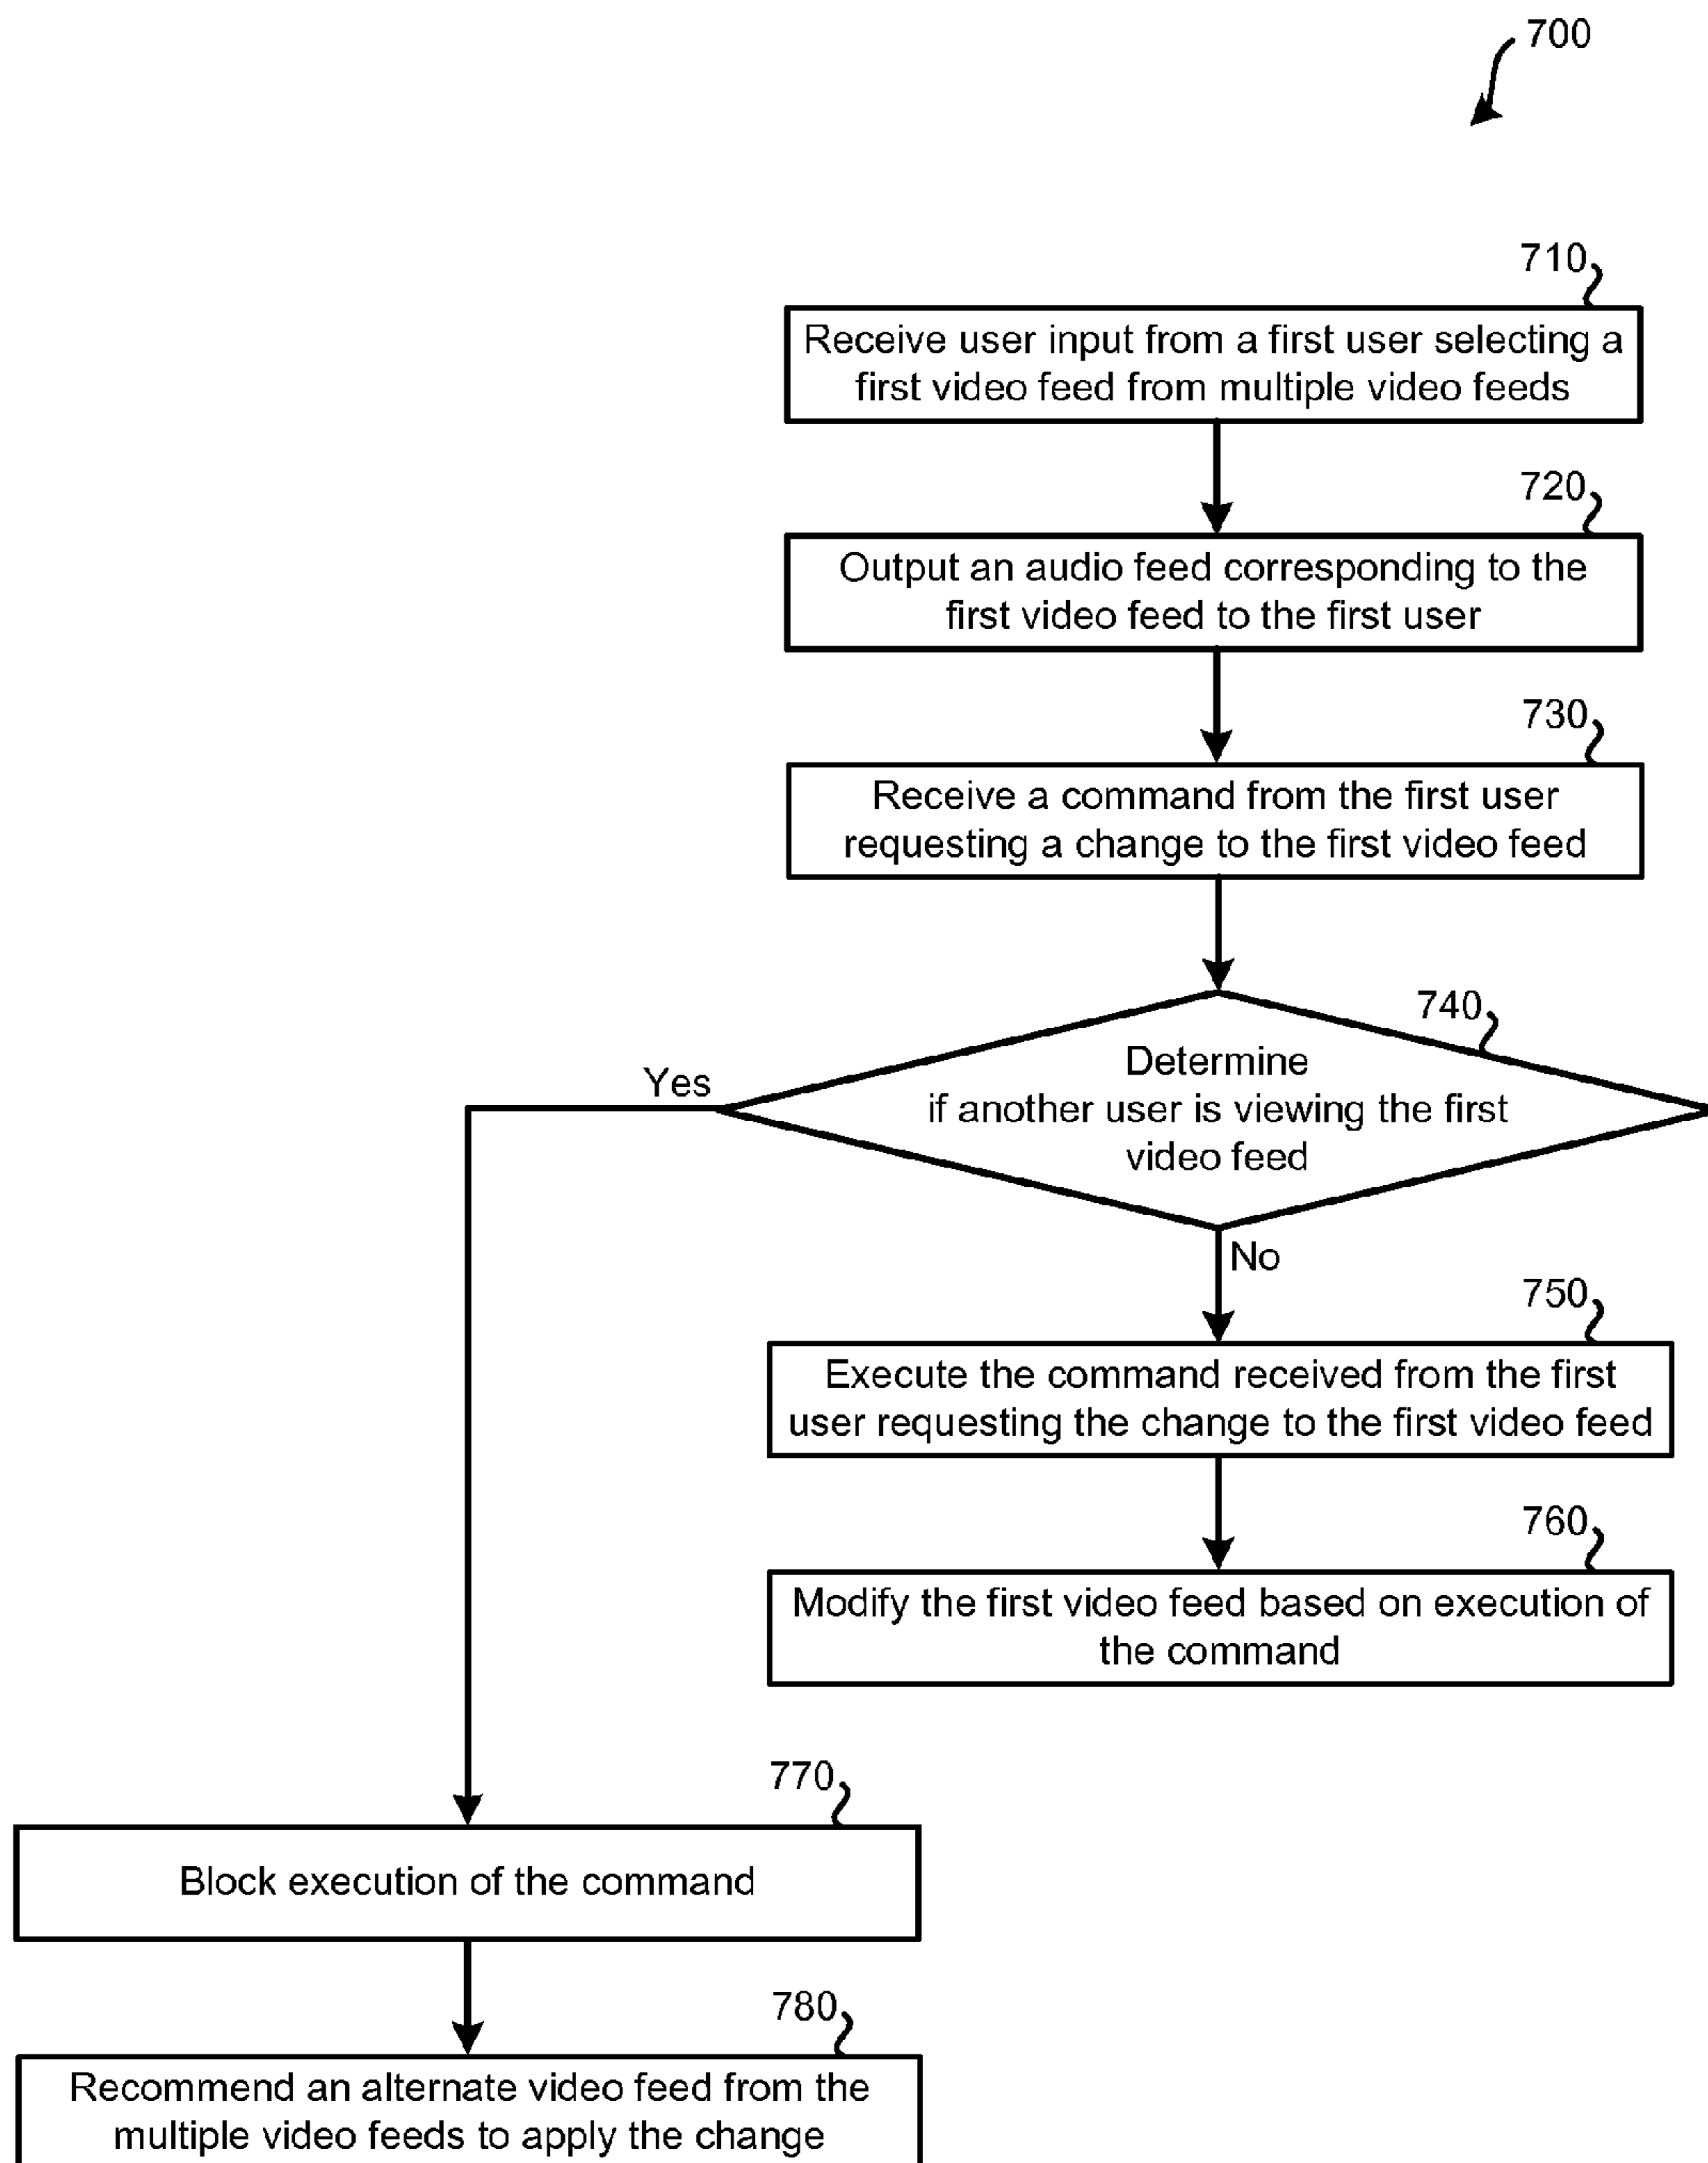 700
710
Receive user input from a first user selecting a
first video feed from multiple video feeds
720
Output an audio feed corresponding to the
first video feed to the first user
730
Receive a command from the first user
requesting a change to the first video feed
740
Determine
if another user is viewing the first
video feed
Yes
No
750
Execute the command received from the first
user requesting the change to the first video feed
760
Modify the first video feed based on execution of
the command
770
Block execution of the command
780
Recommend an alternate video feed from the
multiple video feeds to apply the change